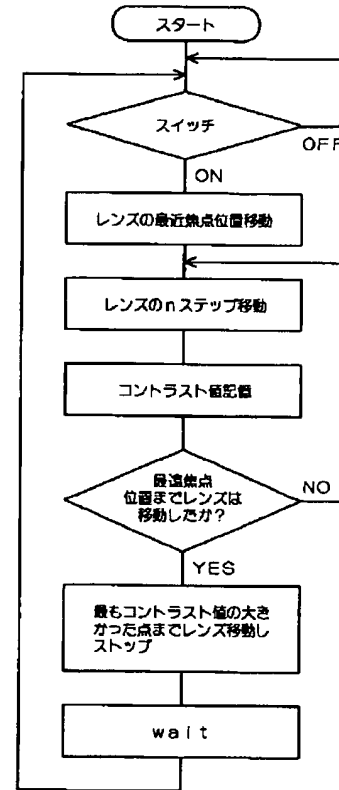 スタート
スイッチ
OFF
ON
レンズの最近焦点位置移動
レンズのnステップ移動
コントラスト値記憶
最遠焦点
位置までレンズは
移動したか？
NO
YES
最もコントラスト値の大き
かった点までレンズ移動し
ストップ
wait